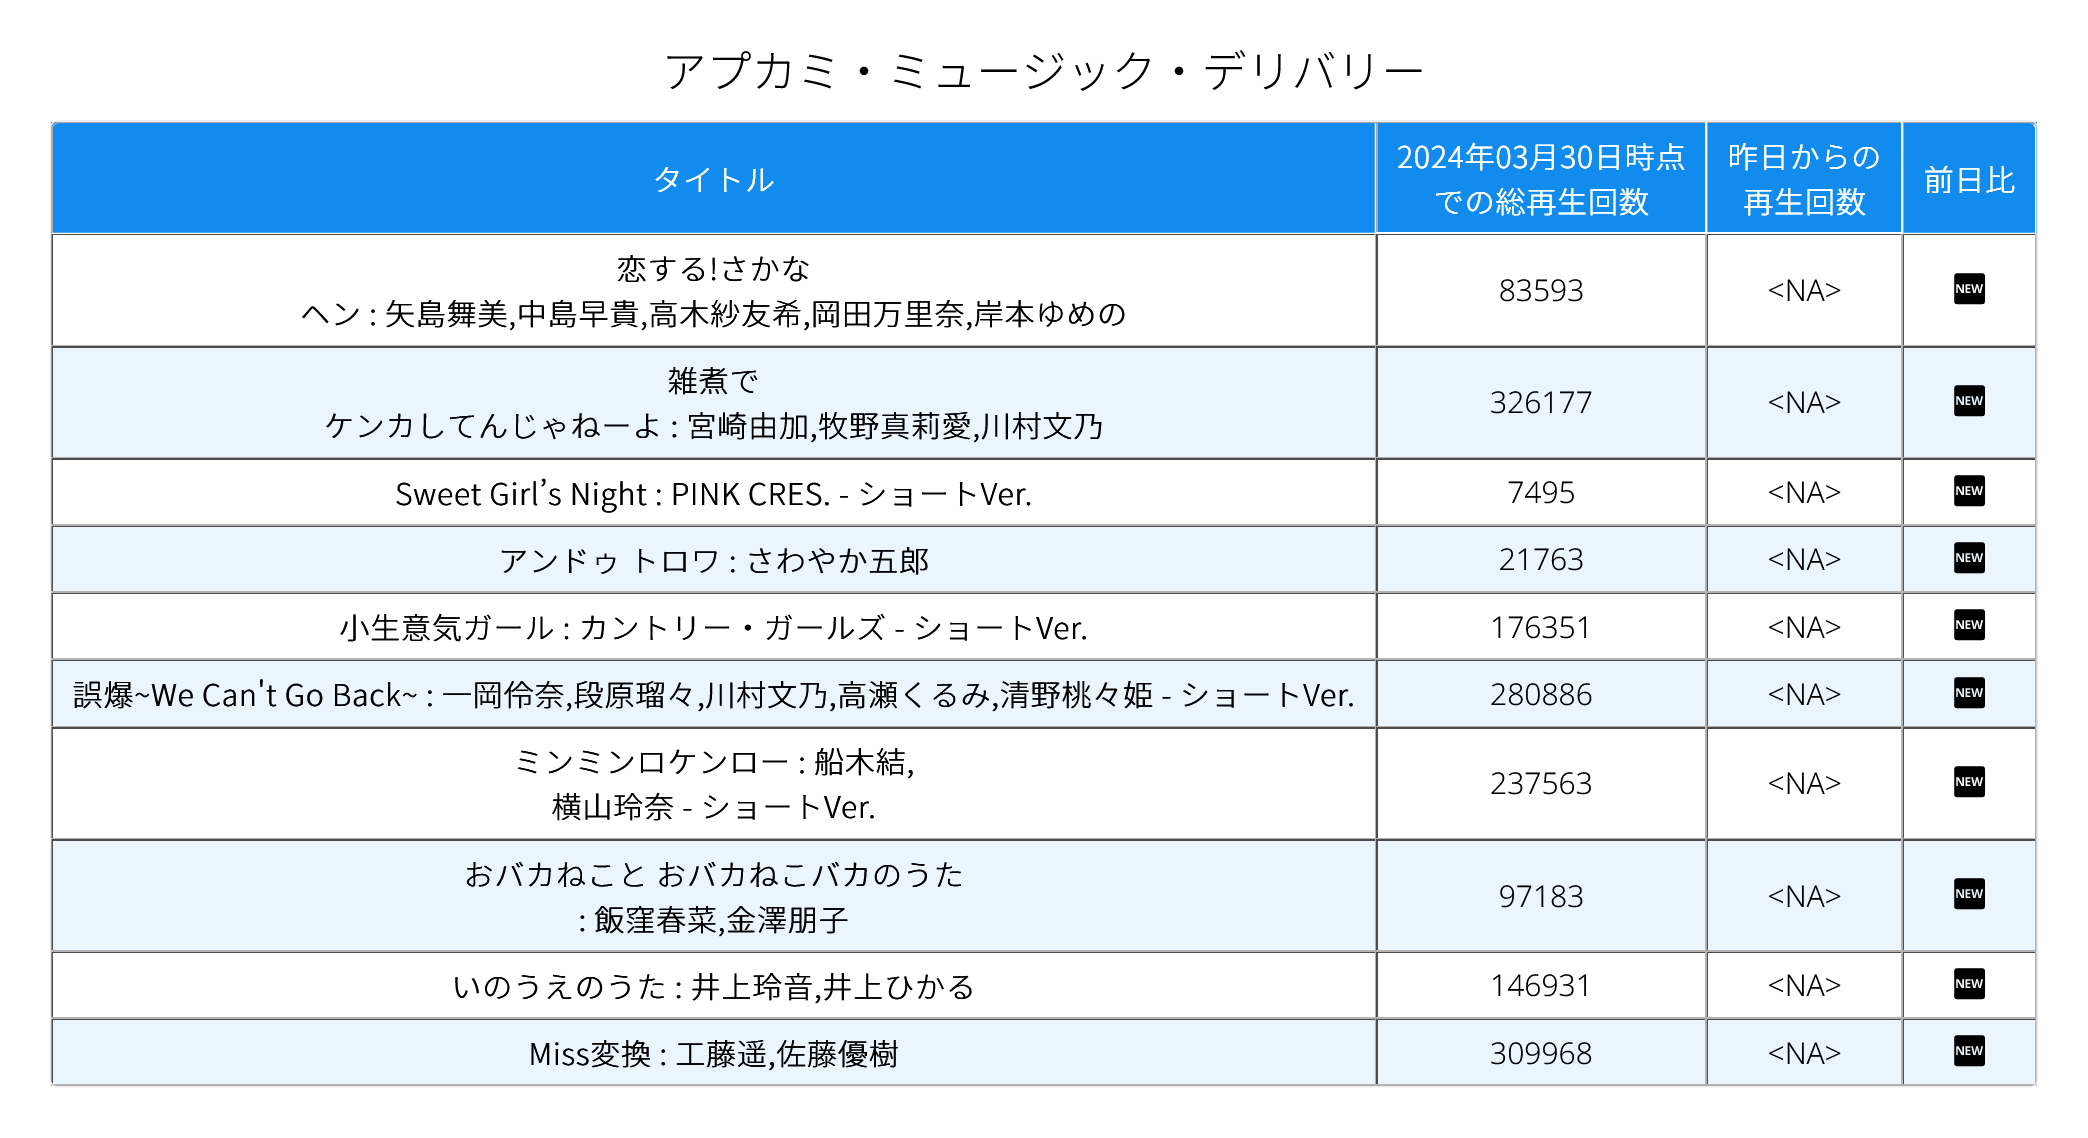 アプカミ・ミュージック・デリバリー
タイトル
2024年03月30日時点
での総再生回数
昨日からの
再生回数
前日比
恋する!さかな
ヘン : 矢島舞美,中島早貴,高木紗友希,岡田万里奈,岸本ゆめの
83593
<NA>
NEW
雑煮で
ケンカしてんじゃねーよ : 宮崎由加,牧野真莉愛,川村文乃
326177
<NA>
NEW
Sweet Girl’s Night : PINK CRES. - ショートVer.
7495
<NA>
NEW
アンドゥ トロワ : さわやか五郎
21763
<NA>
NEW
小生意気ガール : カントリー・ガールズ - ショートVer.
176351
<NA>
NEW
誤爆~We Can't Go Back~ : 一岡伶奈,段原瑠々,川村文乃,高瀬くるみ,清野桃々姫 - ショートVer.
280886
<NA>
NEW
ミンミンロケンロー : 船木結,
横山玲奈 - ショートVer.
237563
<NA>
NEW
おバカねこと おバカねこバカのうた
: 飯窪春菜,金澤朋子
97183
<NA>
NEW
いのうえのうた : 井上玲音,井上ひかる
146931
<NA>
NEW
Miss変換 : 工藤遥,佐藤優樹
309968
<NA>
NEW